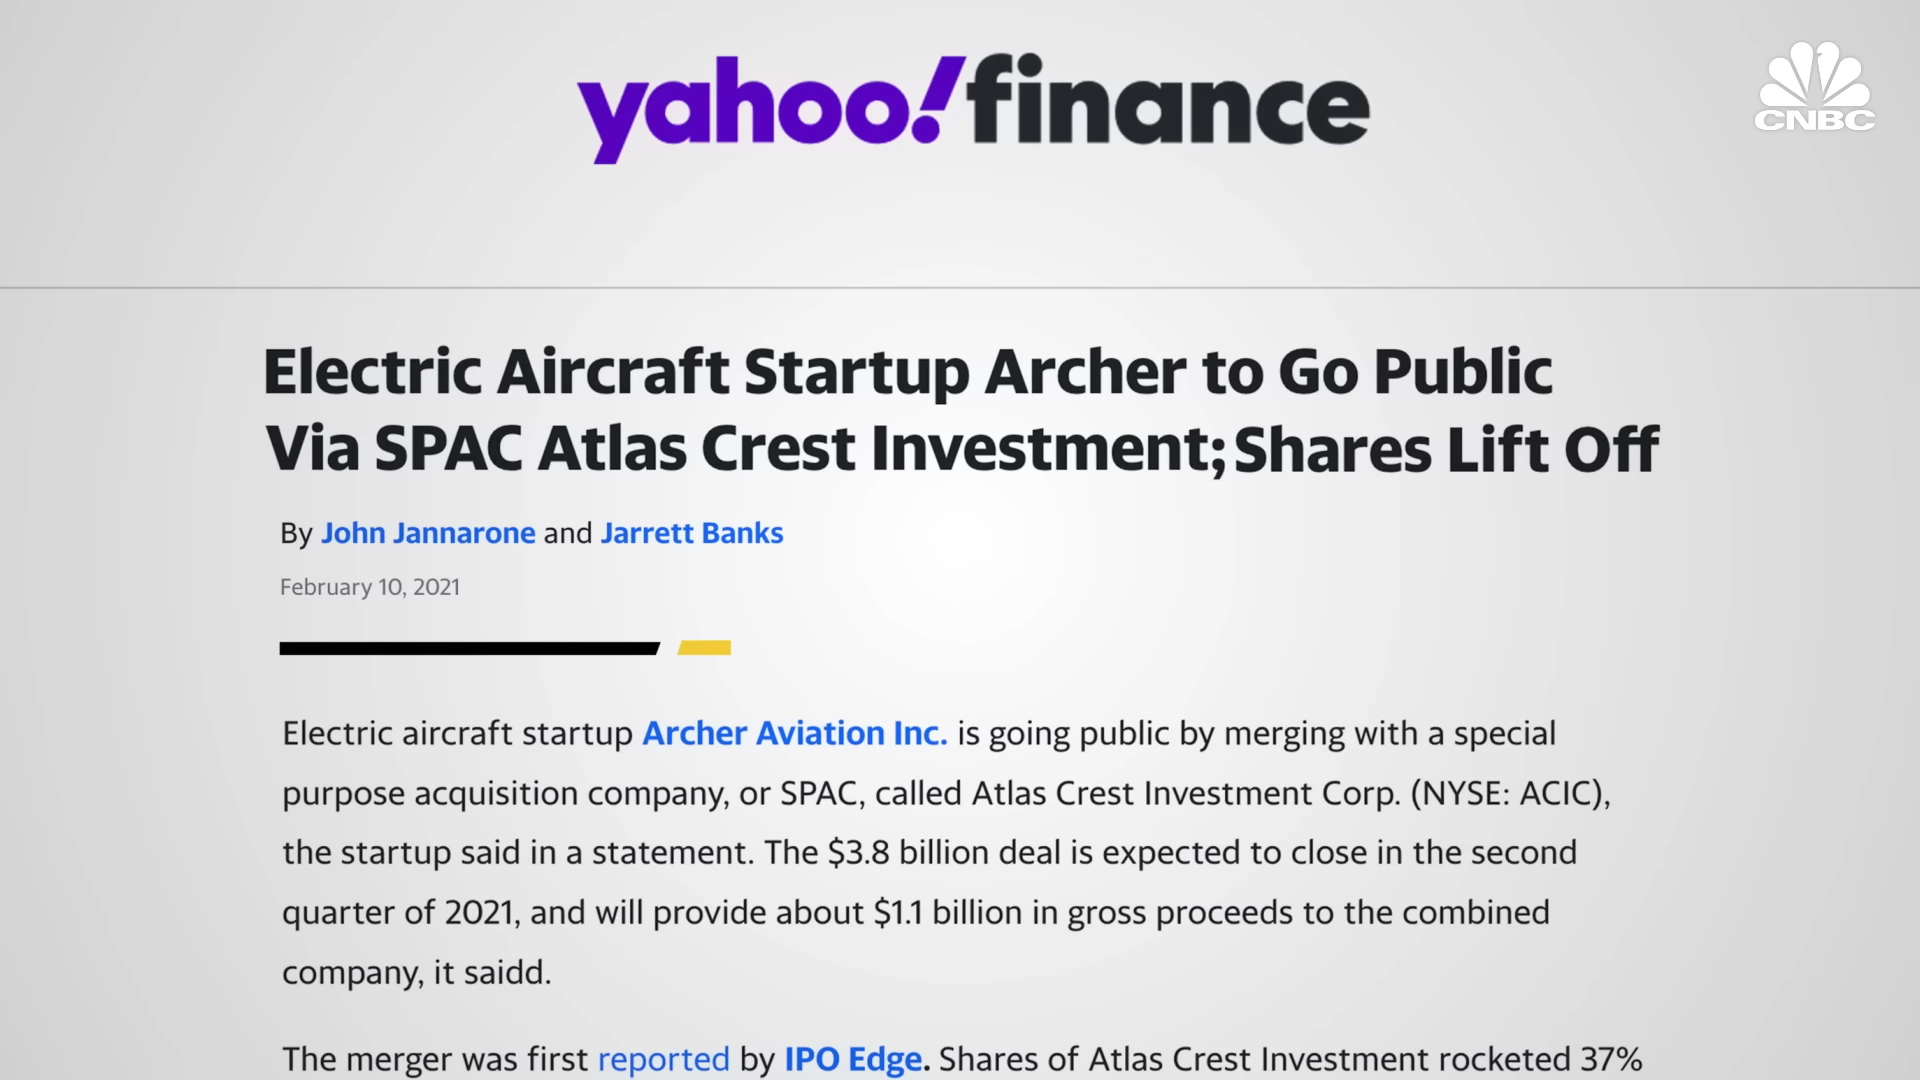 yahoo!finance
CNBC
Electric Aircraft Startup Archer to Go Public
Via SPAC Atlas Crest Investment; Shares Lift Off
By John Jannarone and Jarrett Banks
February 10, 2021
Electric aircraft startup Archer Aviation Inc. is going public by merging with a special
purpose acquisition company, or SPAC, called Atlas Crest Investment Corp. (NYSE: ACIC),
the startup said in a statement. The $3.8 billion deal is expected to close in the second
quarter of 2021, and will provide about $1.1 billion in gross proceeds to the combined
company, it saidd.
The merger was first reported by IPO Edge. Shares of Atlas Crest Investment rocketed 37%